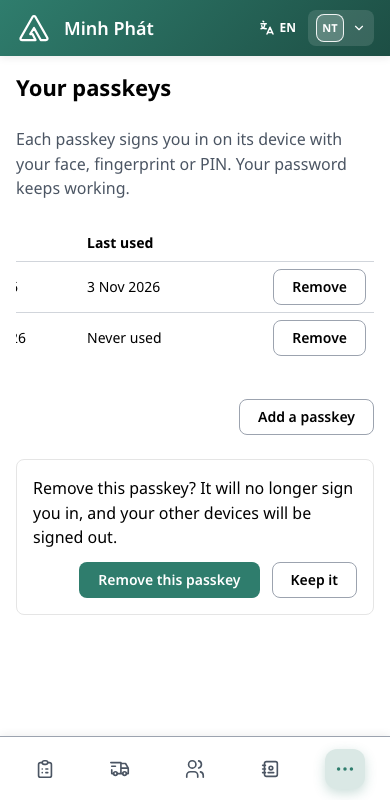 Minh Phát
EN
NT
Your passkeys
Each passkey signs you in on its device with
your face, fingerprint or PIN. Your password
keeps working.
Last used
3 Nov 2026
Remove
26
Never used
Remove
Add a passkey
Remove this passkey? It will no longer sign
you in, and your other devices will be
signed out.
Remove this passkey
Keep it